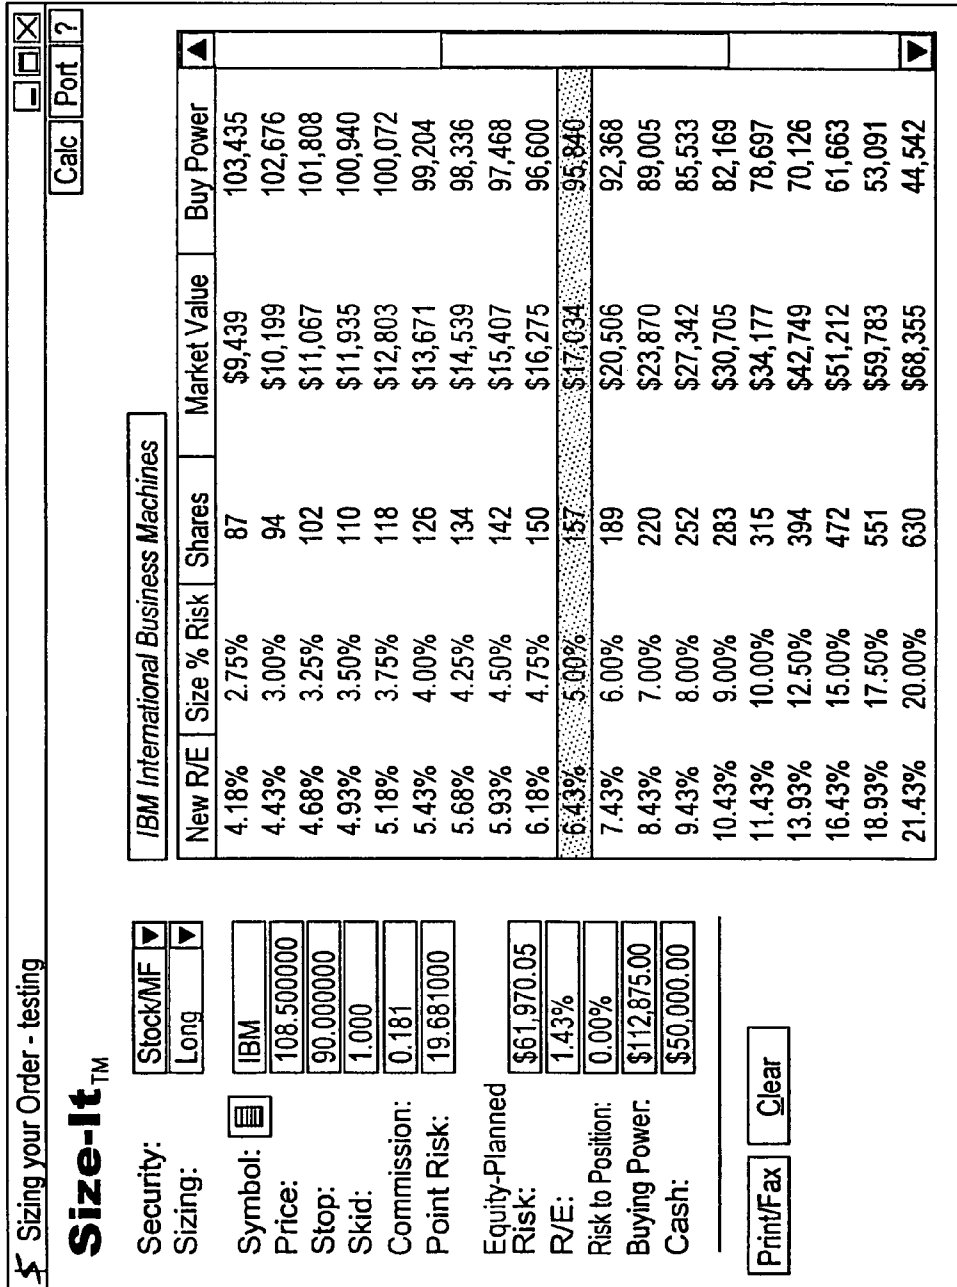 Sizing your Order - testing
Calc Port ?
Size-It TM
Security: Stock/MF
Sizing: Long
Symbol: IBM
Price: 108.500000
Stop: 90.000000
Skid: 1.000
Commission: 0.181
Point Risk: 19.681000
Equity-Planned
Risk: $61,970.05
R/E: 1.43%
Risk to Position: 0.00%
Buying Power: $112,875.00
Cash: $50,000.00
Print/Fax Clear
IBM International Business Machines
New R/E Size % Risk Shares Market Value Buy Power
4.18% 2.75% 87 $9,439 103,435
4.43% 3.00% 94 $10,199 102,676
4.68% 3.25% 102 $11,067 101,808
4.93% 3.50% 110 $11,935 100,940
5.18% 3.75% 118 $12,803 100,072
5.43% 4.00% 126 $13,671 99,204
5.68% 4.25% 134 $14,539 98,336
5.93% 4.50% 142 $15,407 97,468
6.18% 4.75% 150 $16,275 96,600
6.43% 5.00% 157 $17,034 95,840
7.43% 6.00% 189 $20,506 92,368
8.43% 7.00% 220 $23,870 89,005
9.43% 8.00% 252 $27,342 85,533
10.43% 9.00% 283 $30,705 82,169
11.43% 10.00% 315 $34,177 78,697
13.93% 12.50% 394 $42,749 70,126
16.43% 15.00% 472 $51,212 61,663
18.93% 17.50% 551 $59,783 53,091
21.43% 20.00% 630 $68,355 44,542